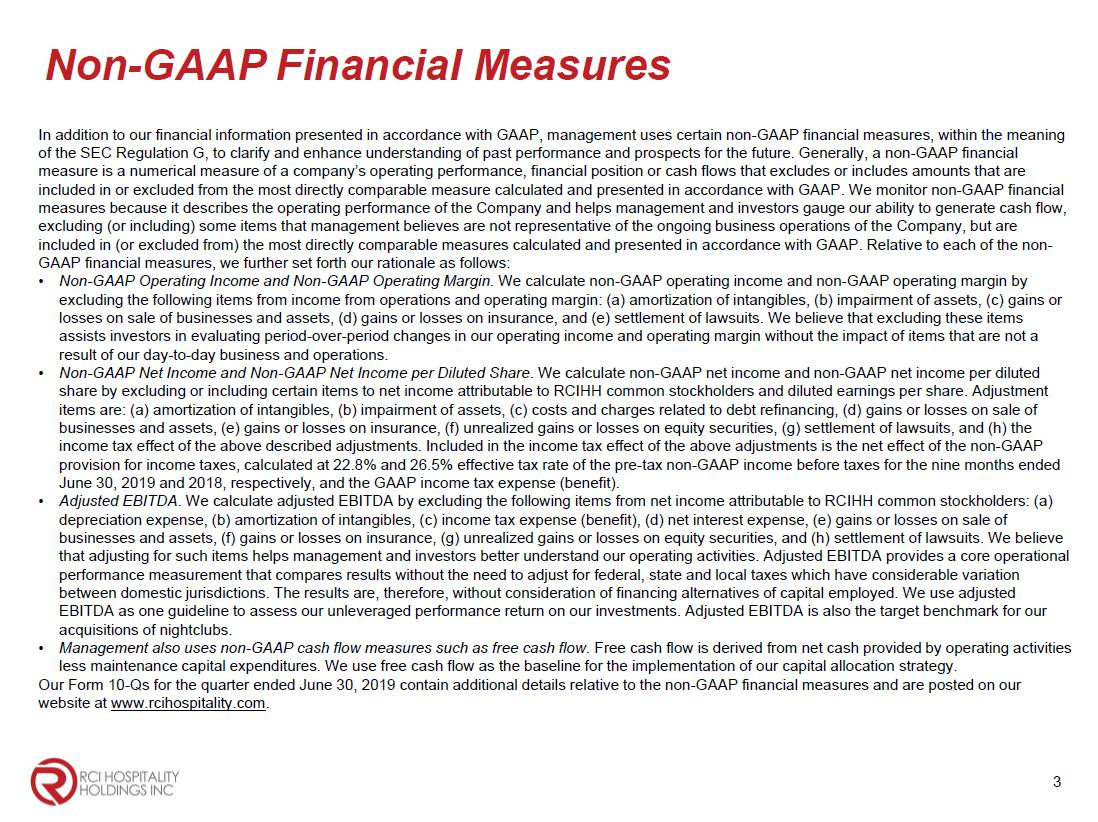 Non-GAAP Financial Measures
In addition to our financial information presented in accordance with GAAP, management uses certain non-GAAP financial measures, within the meaning
of the SEC Regulation G, to clarify and enhance understanding of past performance and prospects for the future. Generally, a non-GAAP financial
measure is a numerical measure of a company's operating performance, financial position or cash flows that excludes or includes amounts that are
included in or excluded from the most directly comparable measure calculated and presented in accordance with GAAP. We monitor non-GAAP financial
measures because it describes the operating performance of the Company and helps management and investors gauge our ability to generate cash flow,
excluding (or including) some items that management believes are not representative of the ongoing business operations of the Company, but are
included in (or excluded from) the most directly comparable measures calculated and presented in accordance with GAAP. Relative to each of the non-
GAAP financial measures, we further set forth our rationale as follows:
• Non-GAAP Operating Income and Non-GAAP Operating Margin. We calculate non-GAAP operating income and non-GAAP operating margin by
excluding the following items from income from operations and operating margin: (a) amortization of intangibles, (b) impairment of assets, (c) gains or
losses on sale of businesses and assets, (d) gains or losses on insurance, and (e) settlement of lawsuits. We believe that excluding these items
assists investors in evaluating period-over-period changes in our operating income and operating margin without the impact of items that are not a
result of our day-to-day business and operations.
• Non-GAAP Net Income and Non-GAAP Net Income per Diluted Share. We calculate non-GAAP net income and non-GAAP net income per diluted
share by excluding or including certain items to net income attributable to RCIHH common stockholders and diluted earnings per share. Adjustment
items are: (a) amortization of intangibles, (b) impairment of assets, (c) costs and charges related to debt refinancing, (d) gains or losses on sale of
businesses and assets, (e) gains or losses on insurance, (f) unrealized gains or losses on equity securities, (g) settlement of lawsuits, and (h) the
income tax effect of the above described adjustments. Included in the income tax effect of the above adjustments is the net effect of the non-GAAP
provision for income taxes, calculated at 22.8% and 26.5% effective tax rate of the pre-tax non-GAAP income before taxes for the nine months ended
June 30, 2019 and 2018, respectively, and the GAAP income tax expense (benefit).
• Adjusted EBITDA. We calculate adjusted EBITDA by excluding the following items from net income attributable to RCIHH common stockholders: (a)
depreciation expense, (b) amortization of intangibles, (c) income tax expense (benefit), (d) net interest expense, (e) gains or losses on sale of
businesses and assets, (f) gains or losses on insurance, (g) unrealized gains or losses on equity securities, and (h) settlement of lawsuits. We believe
that adjusting for such items helps management and investors better understand our operating activities. Adjusted EBITDA provides a core operational
performance measurement that compares results without the need to adjust for federal, state and local taxes which have considerable variation
between domestic jurisdictions. The results are, therefore, without consideration of financing alternatives of capital employed. We use adjusted
EBITDA as one guideline to assess our unleveraged performance return on our investments. Adjusted EBITDA is also the target benchmark for our
acquisitions of nightclubs.
• Management also uses non-GAAP cash flow measures such as free cash flow. Free cash flow is derived from net cash provided by operating activities
less maintenance capital expenditures. We use free cash flow as the baseline for the implementation of our capital allocation strategy.
Our Form 10-Qs for the quarter ended June 30, 2019 contain additional details relative to the non-GAAP financial measures and are posted on our
website at www.rcihospitality.com.
RCI HOSPITALITY
HOLDINGS INC
3